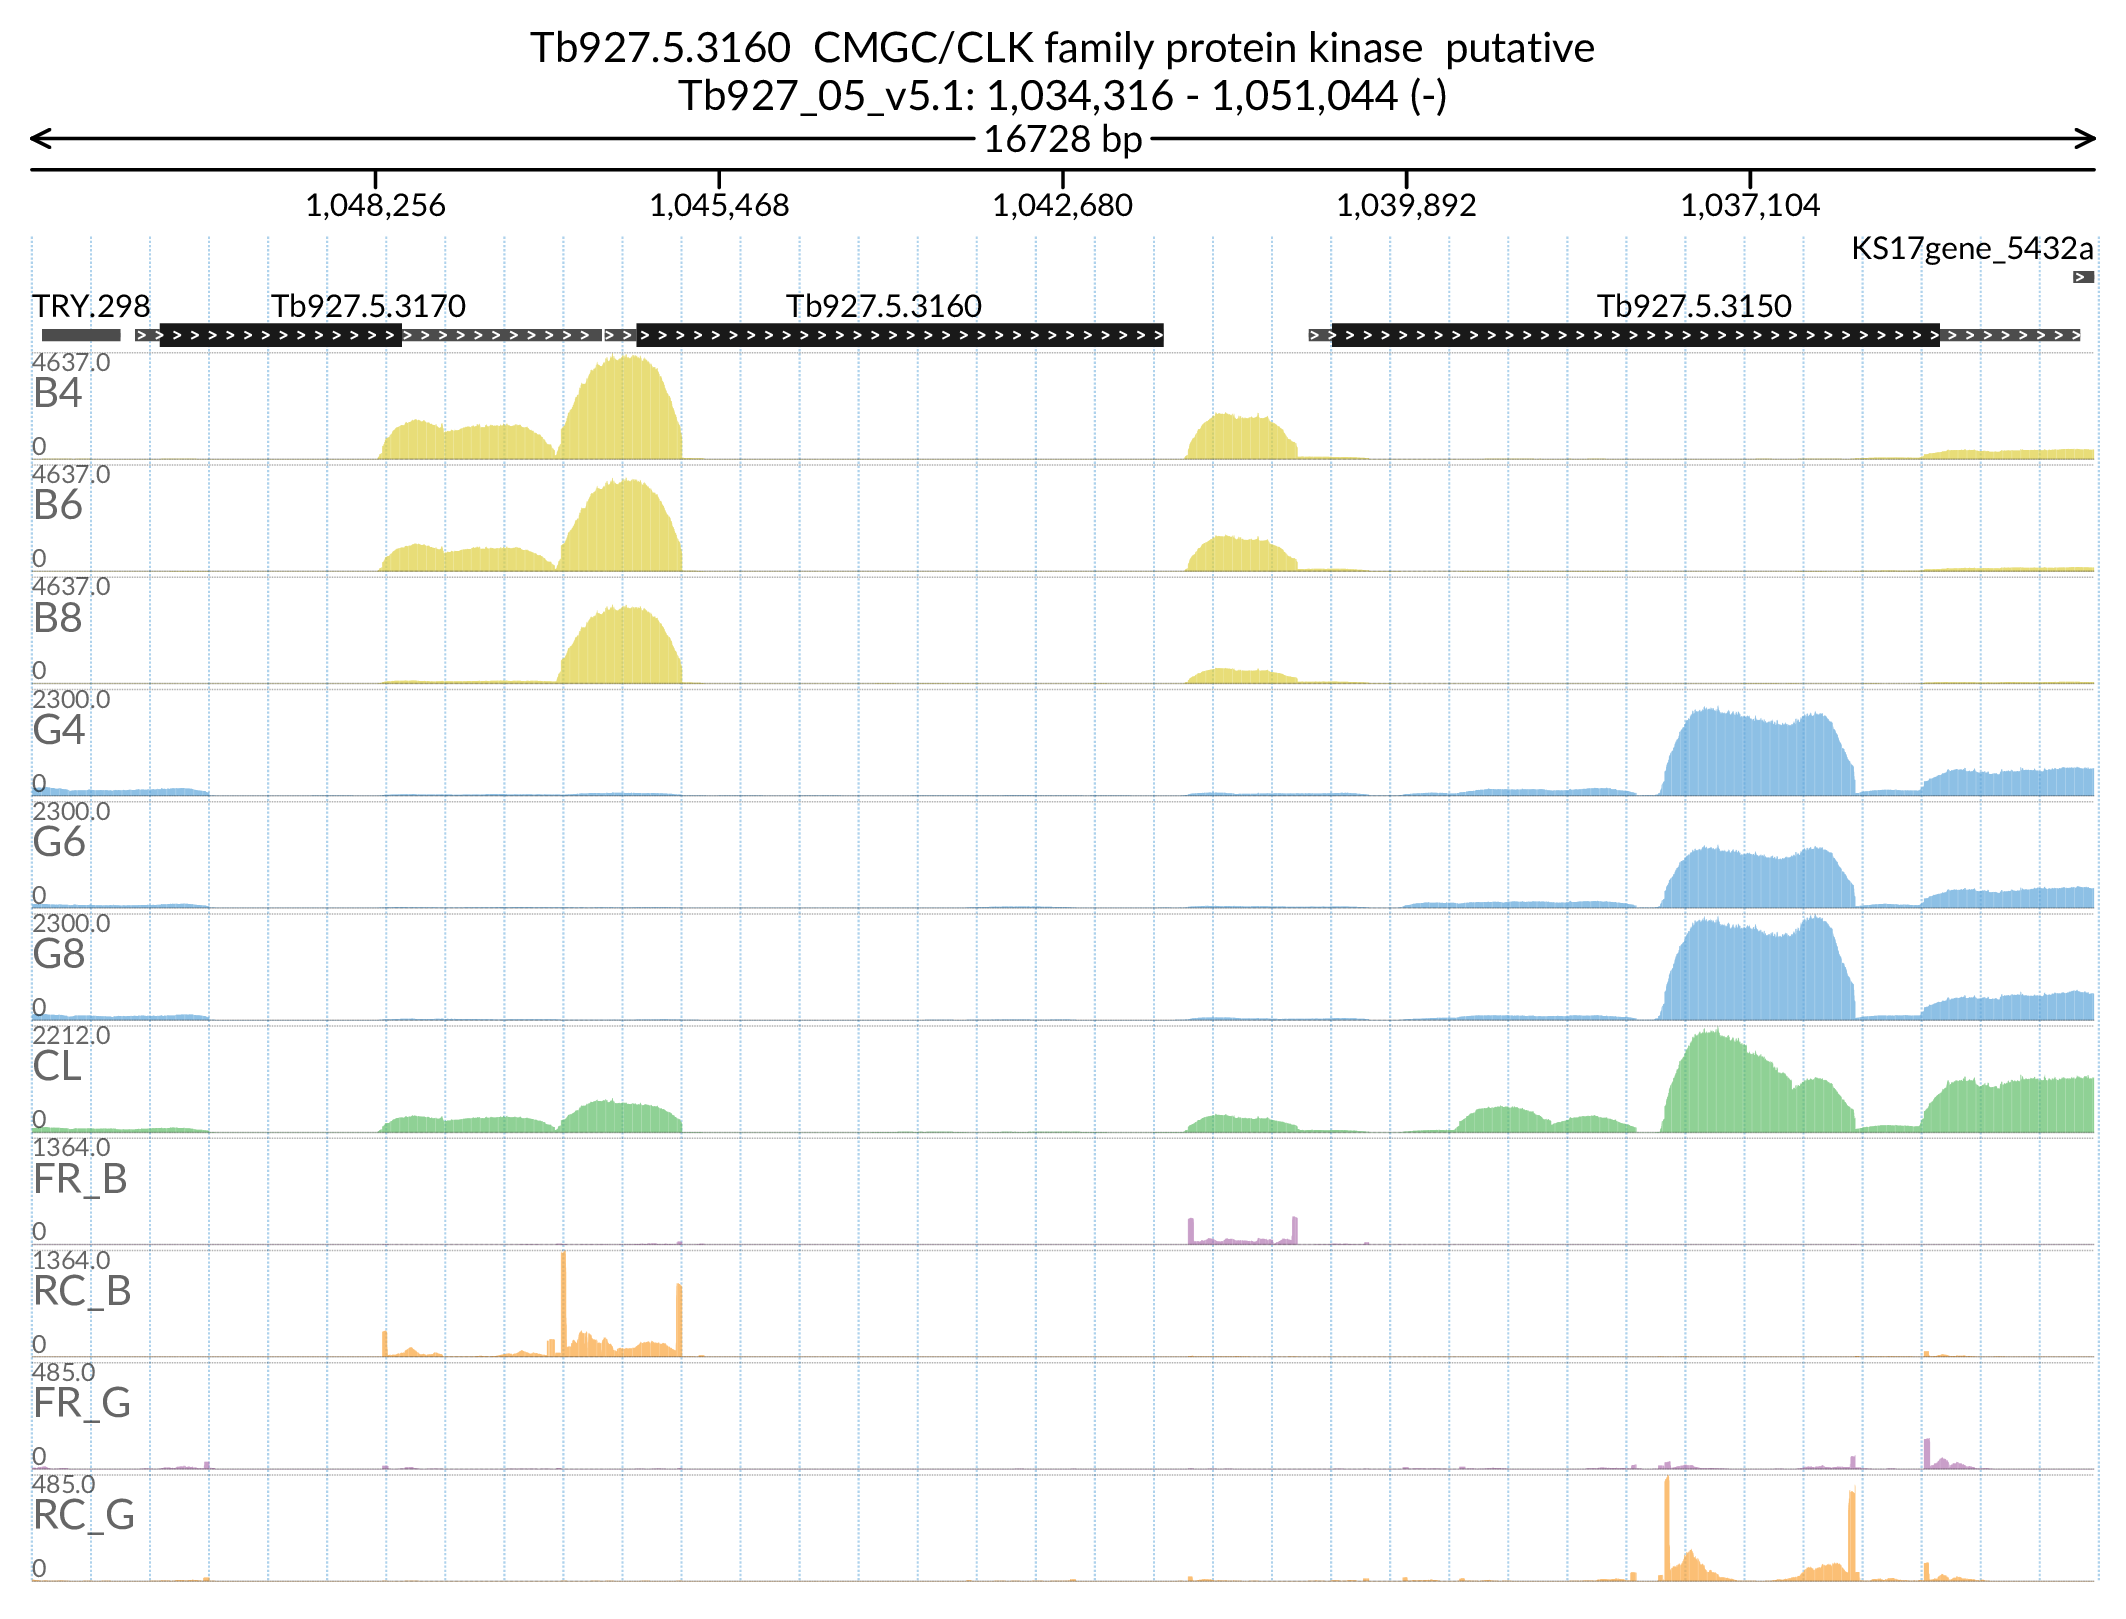 Tb927.5.3160  CMGC/CLK family protein kinase  putative
Tb927_05_v5.1: 1,034,316 - 1,051,044 (-)
16728 bp
1,048,256 1,045,468 1,042,680 1,039,892 1,037,104
KS17gene_5432a
TRY.298 Tb927.5.3170 Tb927.5.3160 Tb927.5.3150
4637.0
B4
0
4637.0
B6
0
4637.0
B8
0
2300.0
G4
0
2300.0
G6
0
2300.0
G8
0
2212.0
CL
0
1364.0
FR_B
0
1364.0
RC_B
0
485.0
FR_G
0
485.0
RC_G
0